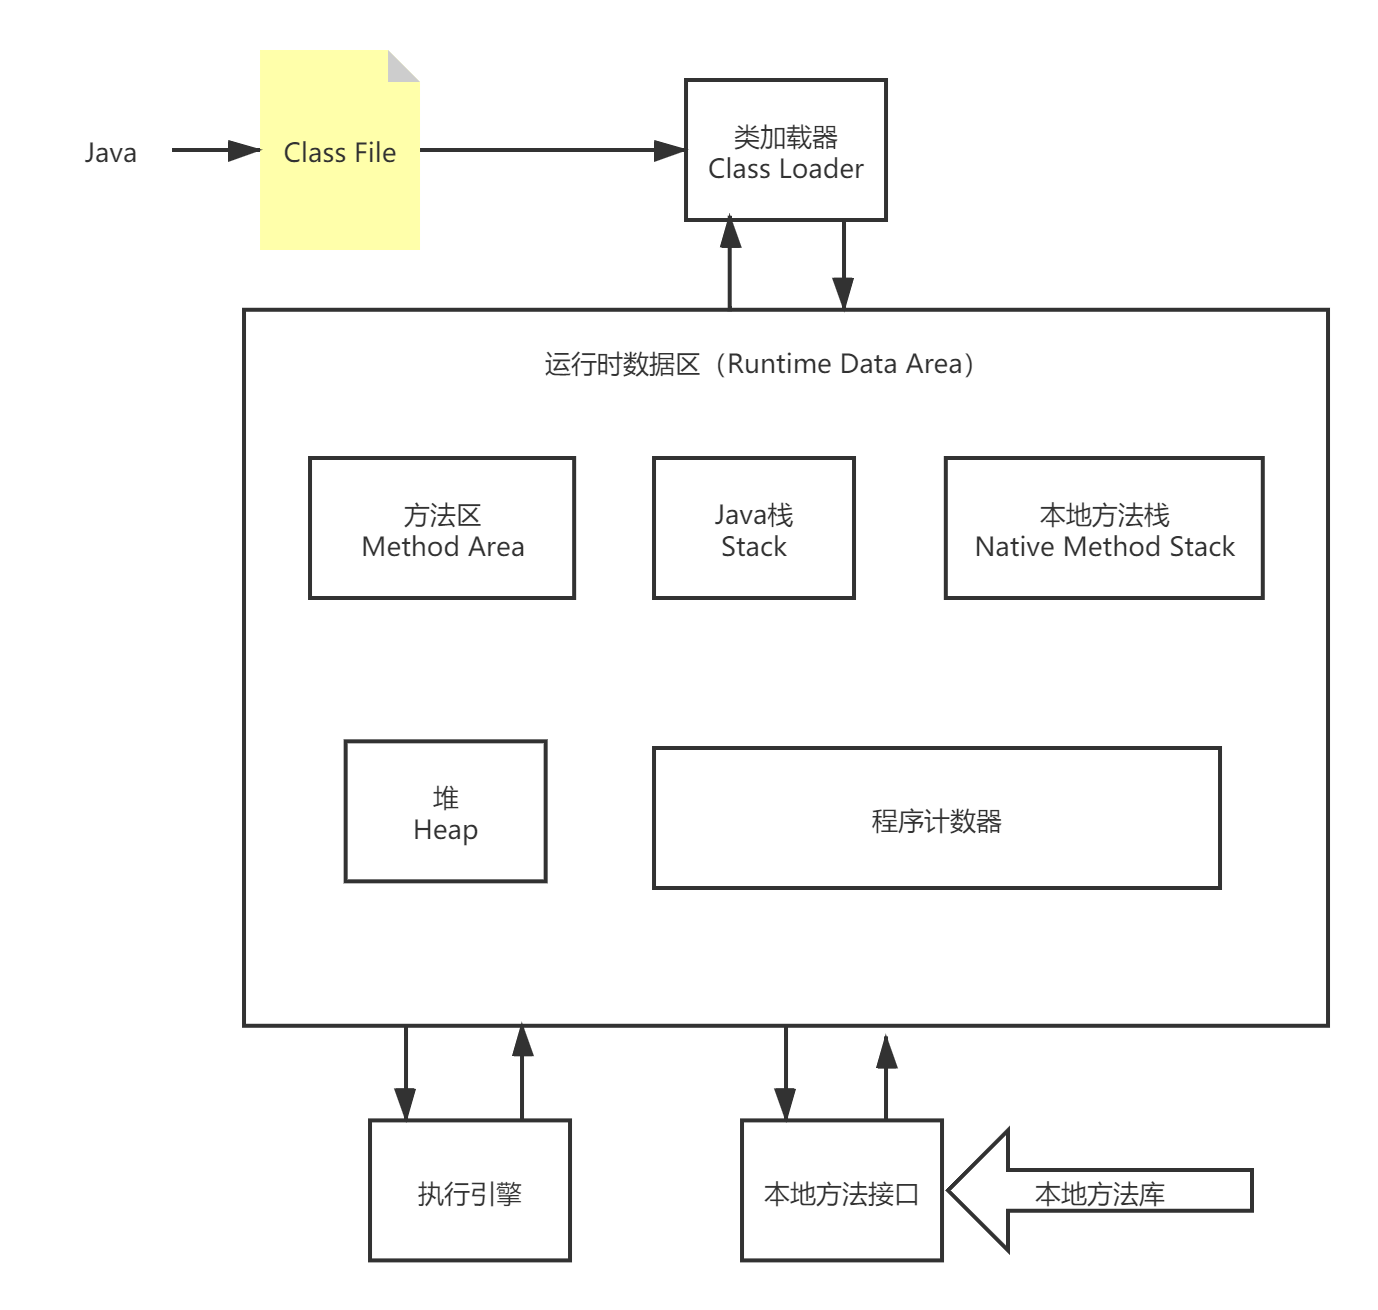 Java
Class File
类加载器
Class Loader
运行时数据区（Runtime Data Area）
方法区
Method Area
Java栈
Stack
本地方法栈
Native Method Stack
堆
Heap
程序计数器
执行引擎
本地方法接口
本地方法库